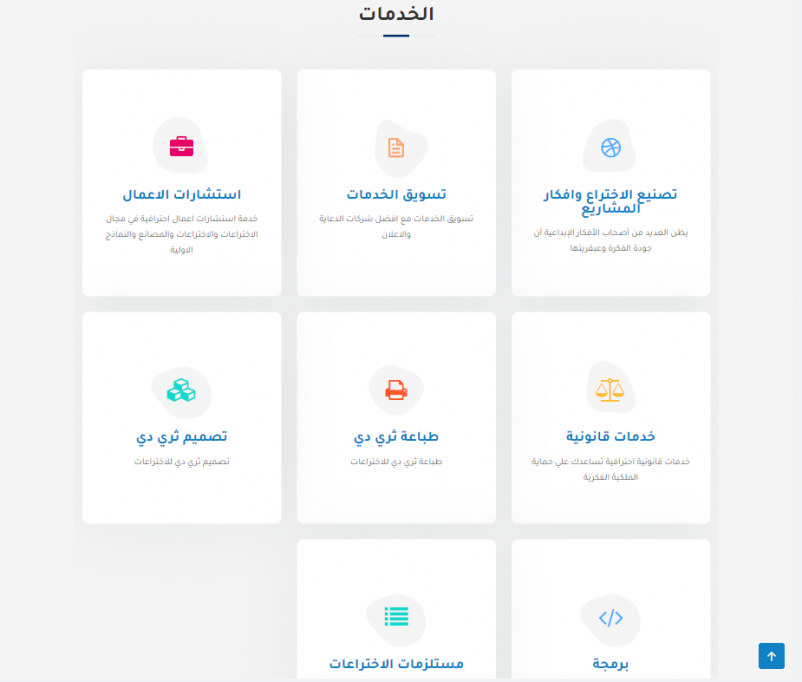 الخدمات
تصنيع الاختراع وافكار
المشاريع
يظن العديد من أصحاب الأفكار الإبداعية أن
جودة الفكرة وعبقريتها
تسويق الخدمات
تسويق الخدمات مع افضل شركات الدعاية
والاعلان
استشارات الاعمال
خدمة استشارات اعمال احترافية في مجال
الاختراعات والاختراعات والمصانع والنماذج
الاولية
خدمات قانونية
خدمات قانونية احترافية تساعدك علي حماية
الملكية الفكرية
طباعة ثري دي
طباعة ثري دي للاختراعات
تصميم ثري دي
تصميم ثري دي للاختراعات
برمجة
مستلزمات الاختراعات